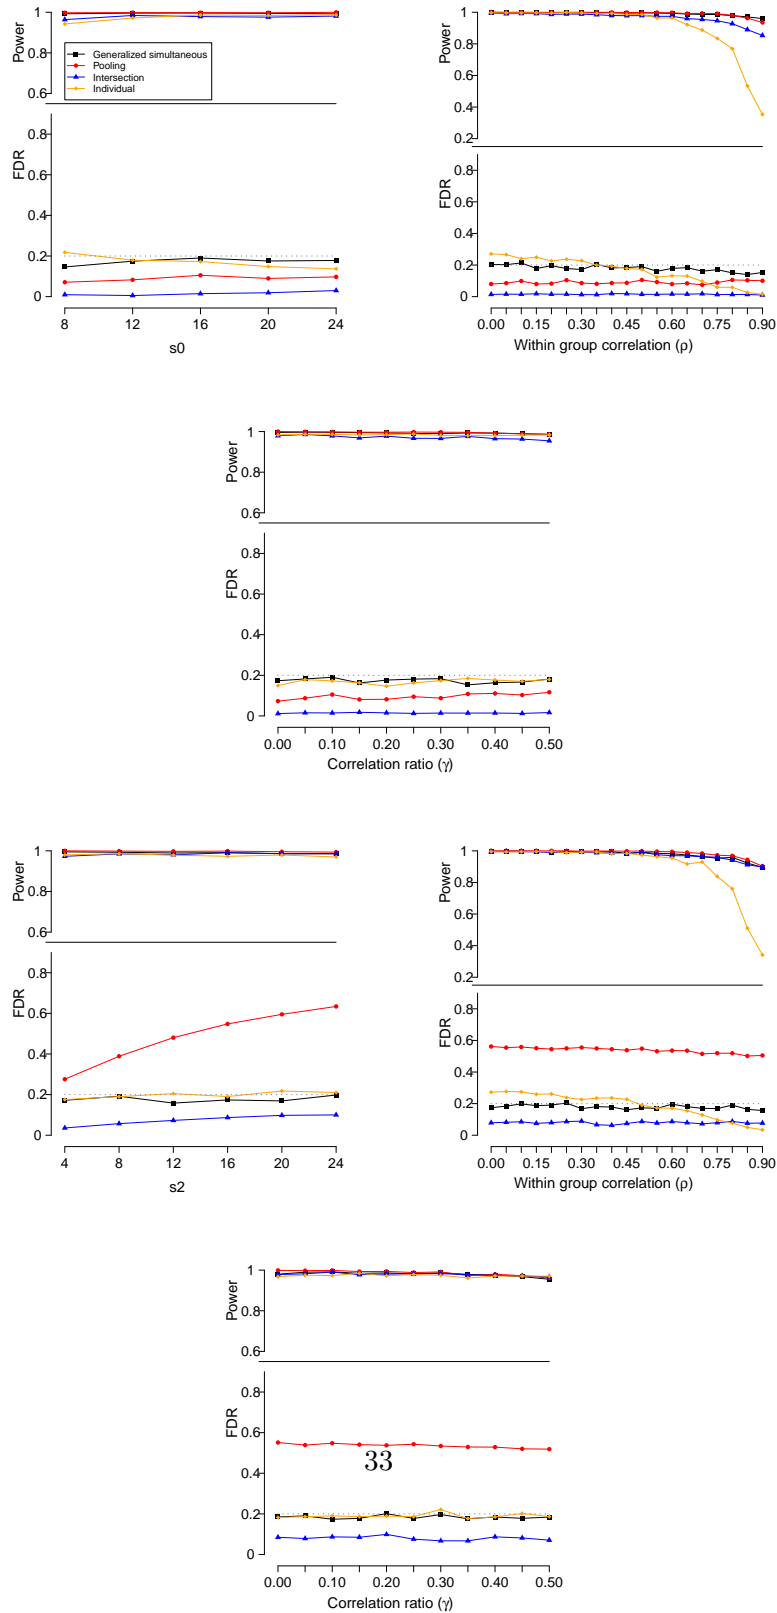 Power
1
0.8
0.6
Generalized simultaneous
Pooling
Intersection
Individual
FDR
0.8
0.6
0.4
0.2
0
8 12 16 20 24
s0
Power
1
0.8
0.6
0.4
0.2
FDR
0.8
0.6
0.4
0.2
0
0.00 0.15 0.30 0.45 0.60 0.75 0.90
Within group correlation (ρ)
Power
1
0.8
0.6
FDR
0.8
0.6
0.4
0.2
0
0.00 0.10 0.20 0.30 0.40 0.50
Correlation ratio (γ)
Power
1
0.8
0.6
FDR
0.8
0.6
0.4
0.2
0
4 8 12 16 20 24
s2
Power
1
0.8
0.6
0.4
0.2
FDR
0.8
0.6
0.4
0.2
0
0.00 0.15 0.30 0.45 0.60 0.75 0.90
Within group correlation (ρ)
Power
1
0.8
0.6
FDR
0.8
0.6
0.4
0.2
0
33
0.00 0.10 0.20 0.30 0.40 0.50
Correlation ratio (γ)